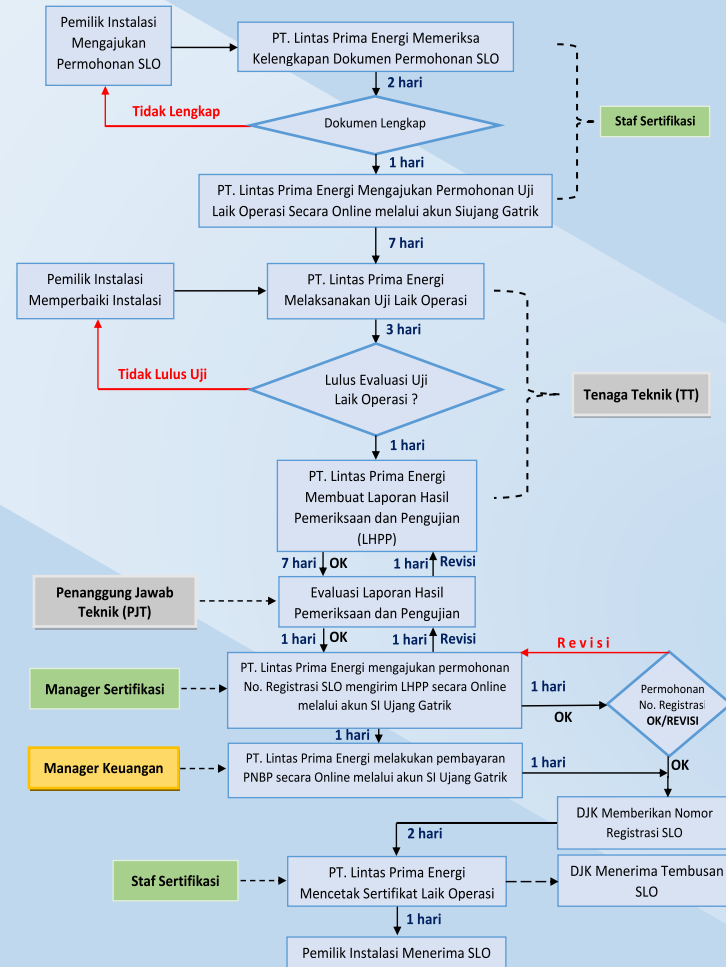 Pemilik Instalasi
Mengajukan
Permohonan SLO
PT. Lintas Prima Energi Memeriksa
Kelengkapan Dokumen Permohonan SLO
2 hari
Tidak Lengkap
Dokumen Lengkap
Staf Sertifikasi
1 hari
PT. Lintas Prima Energi Mengajukan Permohonan Uji
Laik Operasi Secara Online melalui akun Siujang Gatrik
7 hari
Pemilik Instalasi
Memperbaiki Instalasi
PT. Lintas Prima Energi
Melaksanakan Uji Laik Operasi
3 hari
Tidak Lulus Uji
Lulus Evaluasi Uji
Laik Operasi ?
Tenaga Teknik (TT)
1 hari
PT. Lintas Prima Energi
Membuat Laporan Hasil
Pemeriksaan dan Pengujian
(LHPP)
7 hari OK 1 hari Revisi
Penanggung Jawab
Teknik (PJT)
Evaluasi Laporan Hasil
Pemeriksaan dan Pengujian
1 hari OK 1 hari Revisi
Revisi
Manager Sertifikasi
PT. Lintas Prima Energi mengajukan permohonan
No. Registrasi SLO mengirim LHPP secara Online
melalui akun SI Ujang Gatrik
1 hari
OK
Permohonan
No. Registrasi
OK/REVISI
1 hari
Manager Keuangan
PT. Lintas Prima Energi melakukan pembayaran
PNBP secara Online melalui akun SI Ujang Gatrik
1 hari
OK
DJK Memberikan Nomor
Registrasi SLO
2 hari
Staf Sertifikasi
PT. Lintas Prima Energi
Mencetak Sertifikat Laik Operasi
DJK Menerima Tembusan
SLO
1 hari
Pemilik Instalasi Menerima SLO